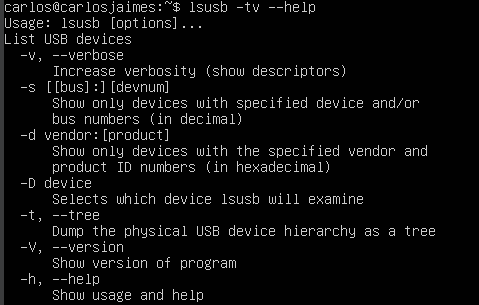 carlos@carlosjaimes:~$ lsusb -tv --help
Usage: lsusb [options]...
List USB devices
-v, --verbose
Increase verbosity (show descriptors)
-s [[bus]:][devnum]
Show only devices with specified device and/or
bus numbers (in decimal)
-d vendor:[product]
Show only devices with the specified vendor and
product ID numbers (in hexadecimal)
-D device
Selects which device lsusb will examine
-t, --tree
Dump the physical USB device hierarchy as a tree
-V, --version
Show version of program
-h, --help
Show usage and help